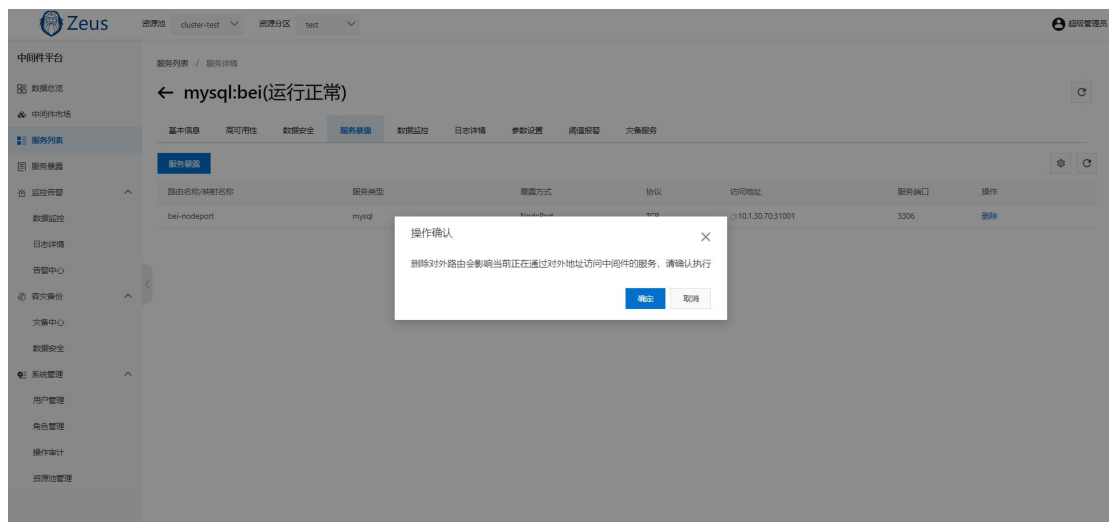 Zeus 资源池 cluster-test 资源分区 test 超级管理员
中间件平台
服务列表 / 服务详情
数据总览
← mysql:bei(运行正常)
中间件市场
基本信息 高可用性 数据安全 服务暴露 数据监控 日志详情 参数设置 阈值报警 灾备服务
服务列表
服务暴露
服务暴露
监控告警
路由名称/映射名称 服务类型 暴露方式 协议 访问地址 服务端口 操作
数据监控
bei-nodeport mysql NodePort TCP 10.1.30.70:31001 3306 删除
操作确认
日志详情
删除对外路由会影响当前正在通过对外地址访问中间件的服务，请确认执行
告警中心
容灾备份
确定 取消
灾备中心
数据安全
系统管理
用户管理
角色管理
操作审计
资源池管理